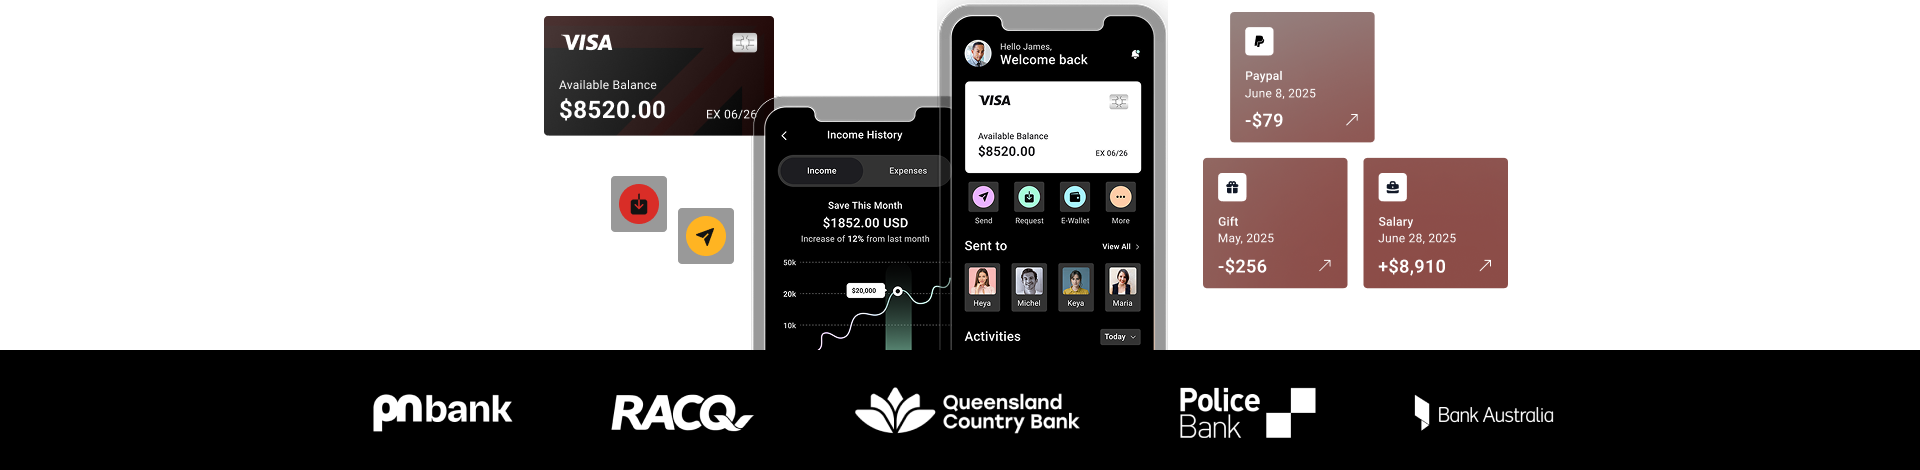 VISA
Available Balance
$8520.00
EX 06/26
Income History
Income
Expenses
Save This Month
$1852.00 USD
Increase of 12% from last month
50k
20k
$20,000
10k
Hello James,
Welcome back
VISA
Available Balance
$8520.00
EX 06/26
Send
Request
E-Wallet
More
Sent to
View All
Heya
Michel
Keya
Maria
Activities
Today
Paypal
June 8, 2025
-$79
Gift
May, 2025
-$256
Salary
June 28, 2025
+$8,910
pnbank
RACQ
Queensland
Country Bank
Police
Bank
Bank Australia